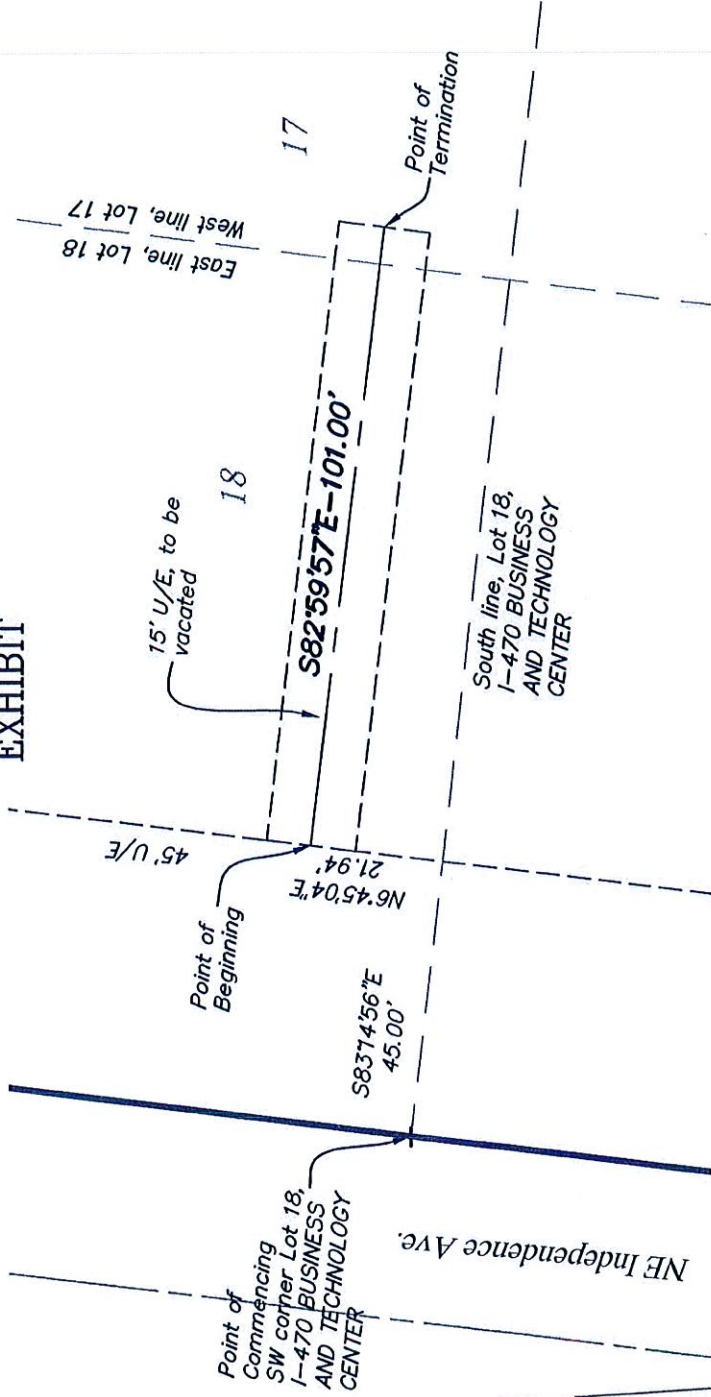 EXHIBIT
17
West line, Lot 17
East line, Lot 18
Point of
Termination
18
15' U/E, to be
vacated
S82°59'57"E-101.00'
South line, Lot 18,
I-470 BUSINESS
AND TECHNOLOGY
CENTER
45' U/E
Point of
Beginning
N6°45'04"E
21.94'
S83°14'56"E
45.00'
Point of
Commencing
SW corner Lot 18,
I-470 BUSINESS
AND TECHNOLOGY
CENTER
NE Independence Ave.